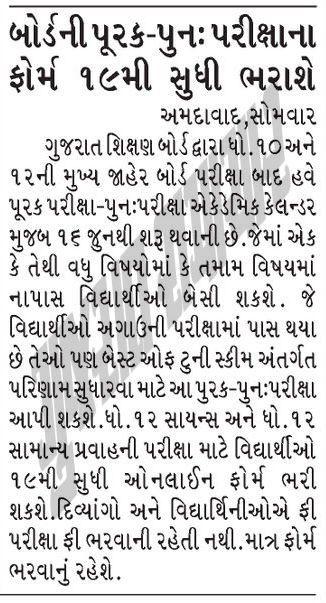 બોર્ડની પૂરક-પુનઃ પરીક્ષાના
ફોર્મ ૧૯મી સુધી ભરાશે
અમદાવાદ,સોમવાર
ગુજરાત શિક્ષણ બોર્ડ દ્વારા ધો.૧૦ અને
૧૨ની મુખ્ય જાહેર બોર્ડ પરીક્ષા બાદ હવે
પૂરક પરીક્ષા-પુનઃપરીક્ષા એકેડેમિક કેલન્ડર
મુજબ ૧૬ જુનથી શરૂ થવાની છે.જેમાં એક
કે તેથી વધુ વિષયોમાં કે તમામ વિષયમાં
નાપાસ વિદ્યાર્થીઓ બેસી શકશે. જે
વિદ્યાર્થીઓ અગાઉની પરીક્ષામાં પાસ થયા
છે તેઓ પણ બેસ્ટ ઓફ ટુની સ્કીમ અંતર્ગત
પરિણામ સુધારવા માટે આ પુરક-પુનઃપરીક્ષા
આપી શકશે.ધો.૧૨ સાયન્સ અને ધો.૧૨
સામાન્ય પ્રવાહની પરીક્ષા માટે વિદ્યાર્થીઓ
૧૯મી સુધી ઓનલાઈન ફોર્મ ભરી
શકશે.દિવ્યાંગો અને વિદ્યાર્થિનીઓએ ફી
પરીક્ષા ફી ભરવાની રહેતી નથી.માત્ર ફોર્મ
ભરવાનું રહેશે.